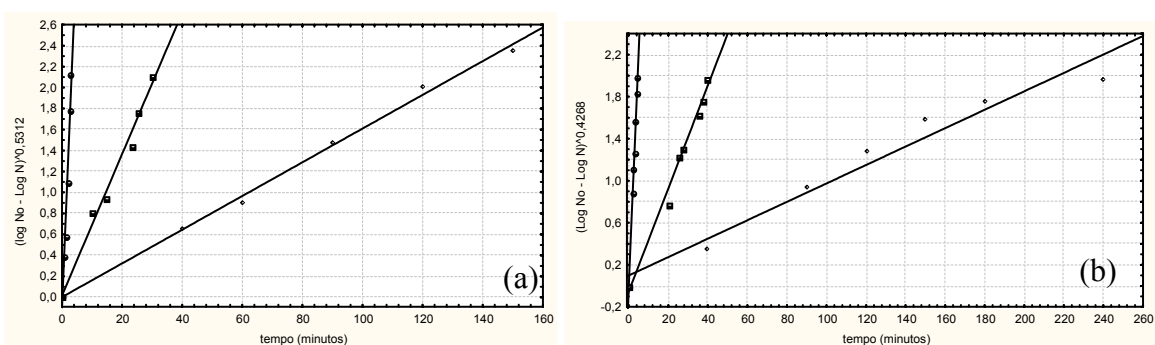 (log No - Log N)^0,5312
2,6
2,4
2,2
2,0
1,8
1,6
1,4
1,2
1,0
0,8
0,6
0,4
0,2
0,0
(a)
0 20 40 60 80 100 120 140 160
tempo (minutos)
(Log No - Log N)^0,4268
2,2
1,8
1,4
1,0
0,6
0,2
-0,2
(b)
0 20 40 60 80 100 120 140 160 180 200 220 240 260
tempo (minutos)